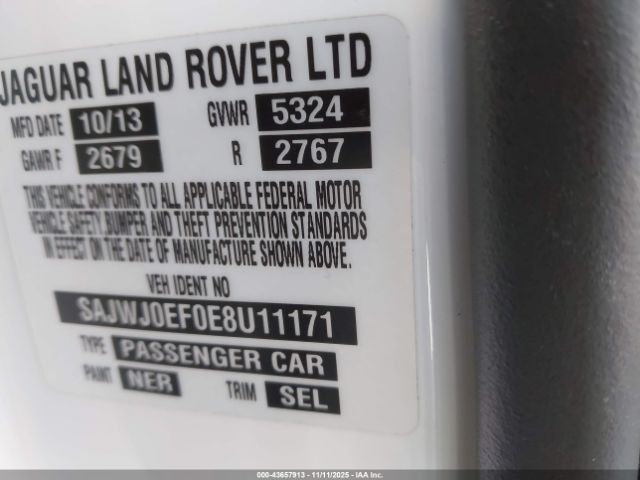 JAGUAR LAND ROVER LTD
MFD DATE 10/13 GVWR 5324
GAWR F 2679 R 2767
THIS VEHICLE CONFORMS TO ALL APPLICABLE FEDERAL MOTOR
VEHICLE SAFETY,BUMPER AND THEFT PREVENTION STANDARDS
IN EFFECT ON THE DATE OF MANUFACTURE SHOWN ABOVE.
VEH IDENT NO
SAJWJ0EF0E8U11171
TYPE PASSENGER CAR
PAINT NER TRIM SEL
000-43657913 - 11/11/2025 - IAAI.com